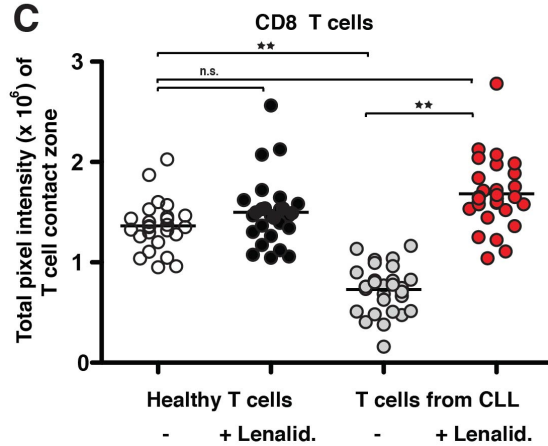 C
CD8 T cells
**
n.s.
**
Total pixel intensity (x 10⁶) of
T cell contact zone
3
2
1
0
Healthy T cells T cells from CLL
- + Lenalid. - + Lenalid.